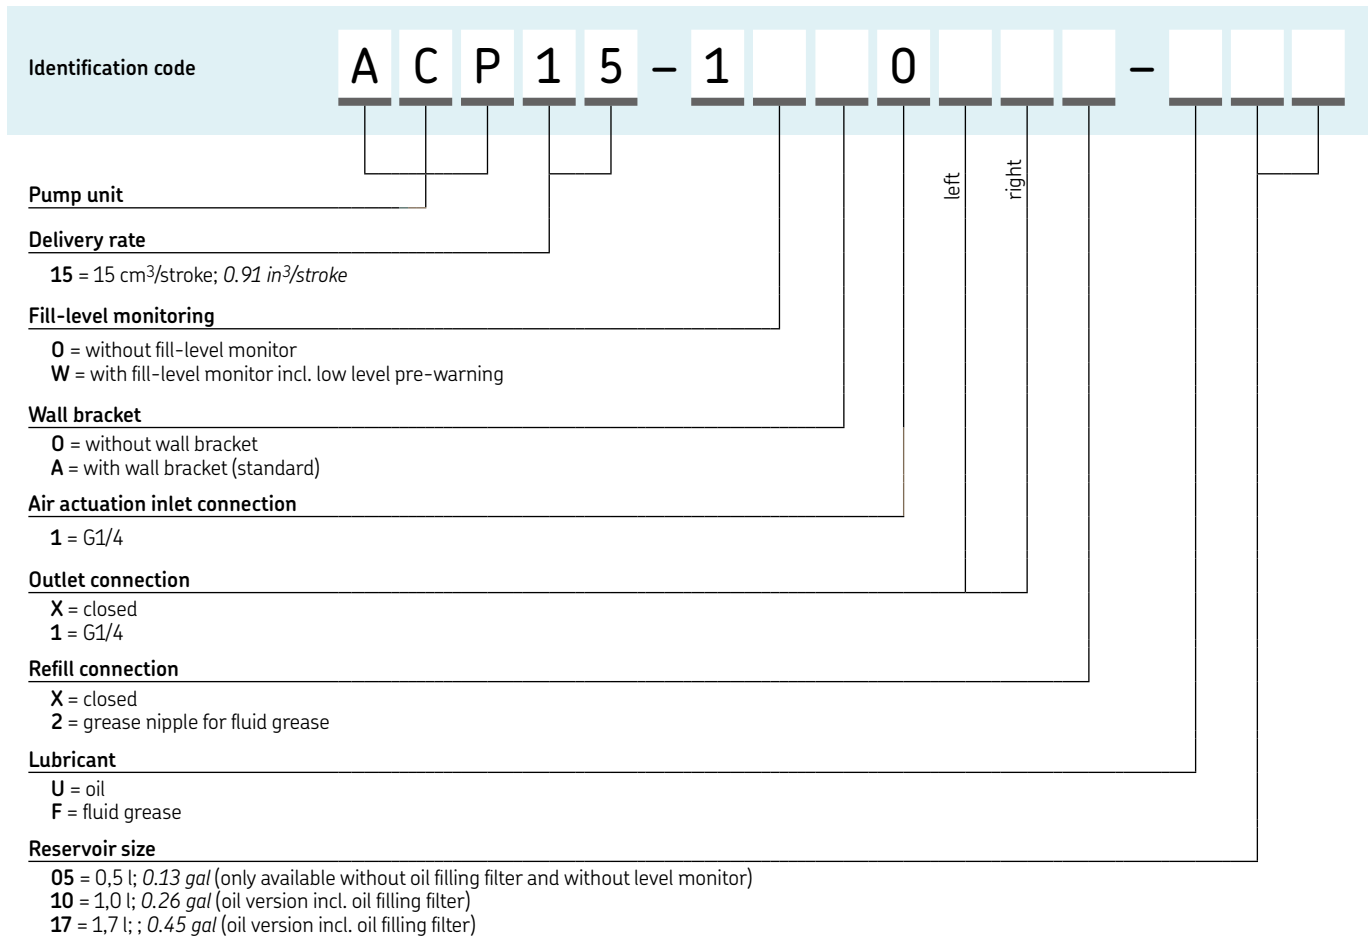 Identification code A C P 1 5 – 1 0 –
left right
Pump unit
Delivery rate
15 = 15 cm³/stroke; 0.91 in³/stroke
Fill-level monitoring
0 = without fill-level monitor
W = with fill-level monitor incl. low level pre-warning
Wall bracket
0 = without wall bracket
A = with wall bracket (standard)
Air actuation inlet connection
1 = G1/4
Outlet connection
X = closed
1 = G1/4
Refill connection
X = closed
2 = grease nipple for fluid grease
Lubricant
U = oil
F = fluid grease
Reservoir size
05 = 0,5 l; 0.13 gal (only available without oil filling filter and without level monitor)
10 = 1,0 l; 0.26 gal (oil version incl. oil filling filter)
17 = 1,7 l; ; 0.45 gal (oil version incl. oil filling filter)